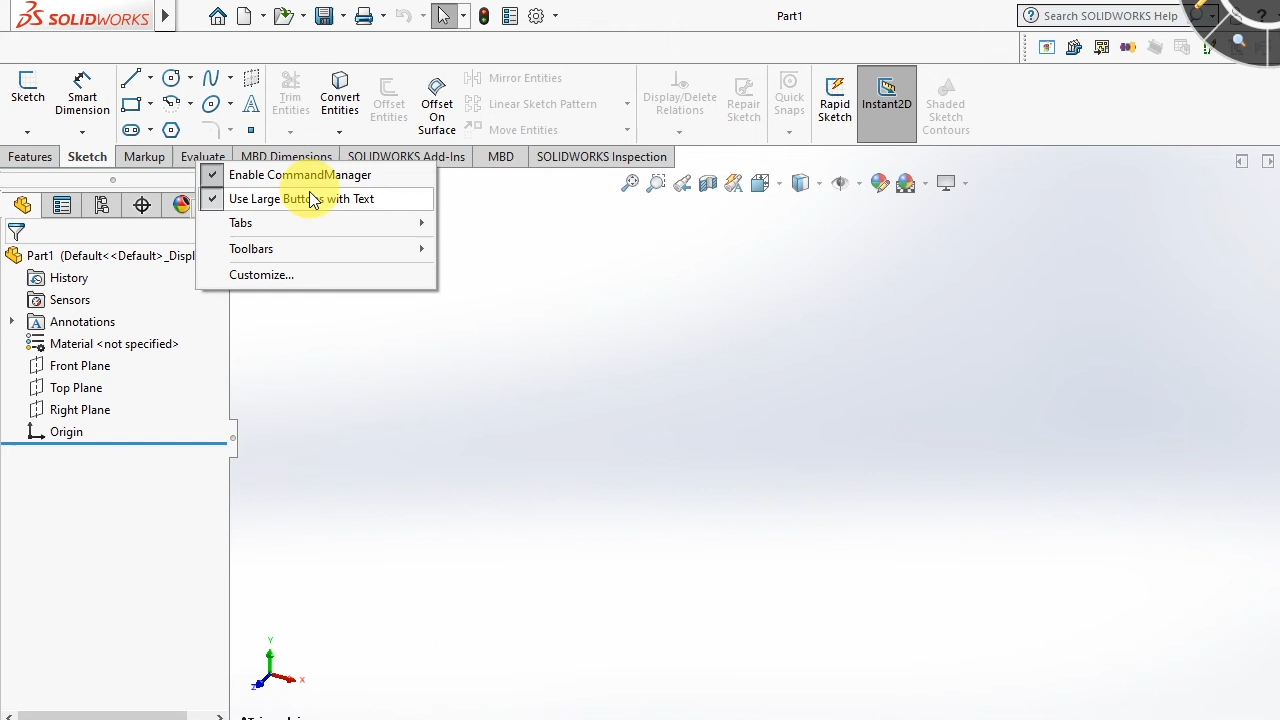 SOLIDWORKS
Part1
Search SOLIDWORKS Help
?
Sketch
Smart Dimension
Trim Entities
Convert Entities
Offset Entities
Offset On Surface
Mirror Entities
Linear Sketch Pattern
Move Entities
Display/Delete Relations
Repair Sketch
Quick Snaps
Rapid Sketch
Instant2D
Shaded Sketch Contours
Features
Sketch
Markup
Evaluate
MBD Dimensions
SOLIDWORKS Add-Ins
MBD
SOLIDWORKS Inspection
Enable CommandManager
Use Large Buttons with Text
Tabs
Toolbars
Customize...
Part1 (Default<<Default>_Displ
History
Sensors
Annotations
Material <not specified>
Front Plane
Top Plane
Right Plane
Origin
Y
X
Z